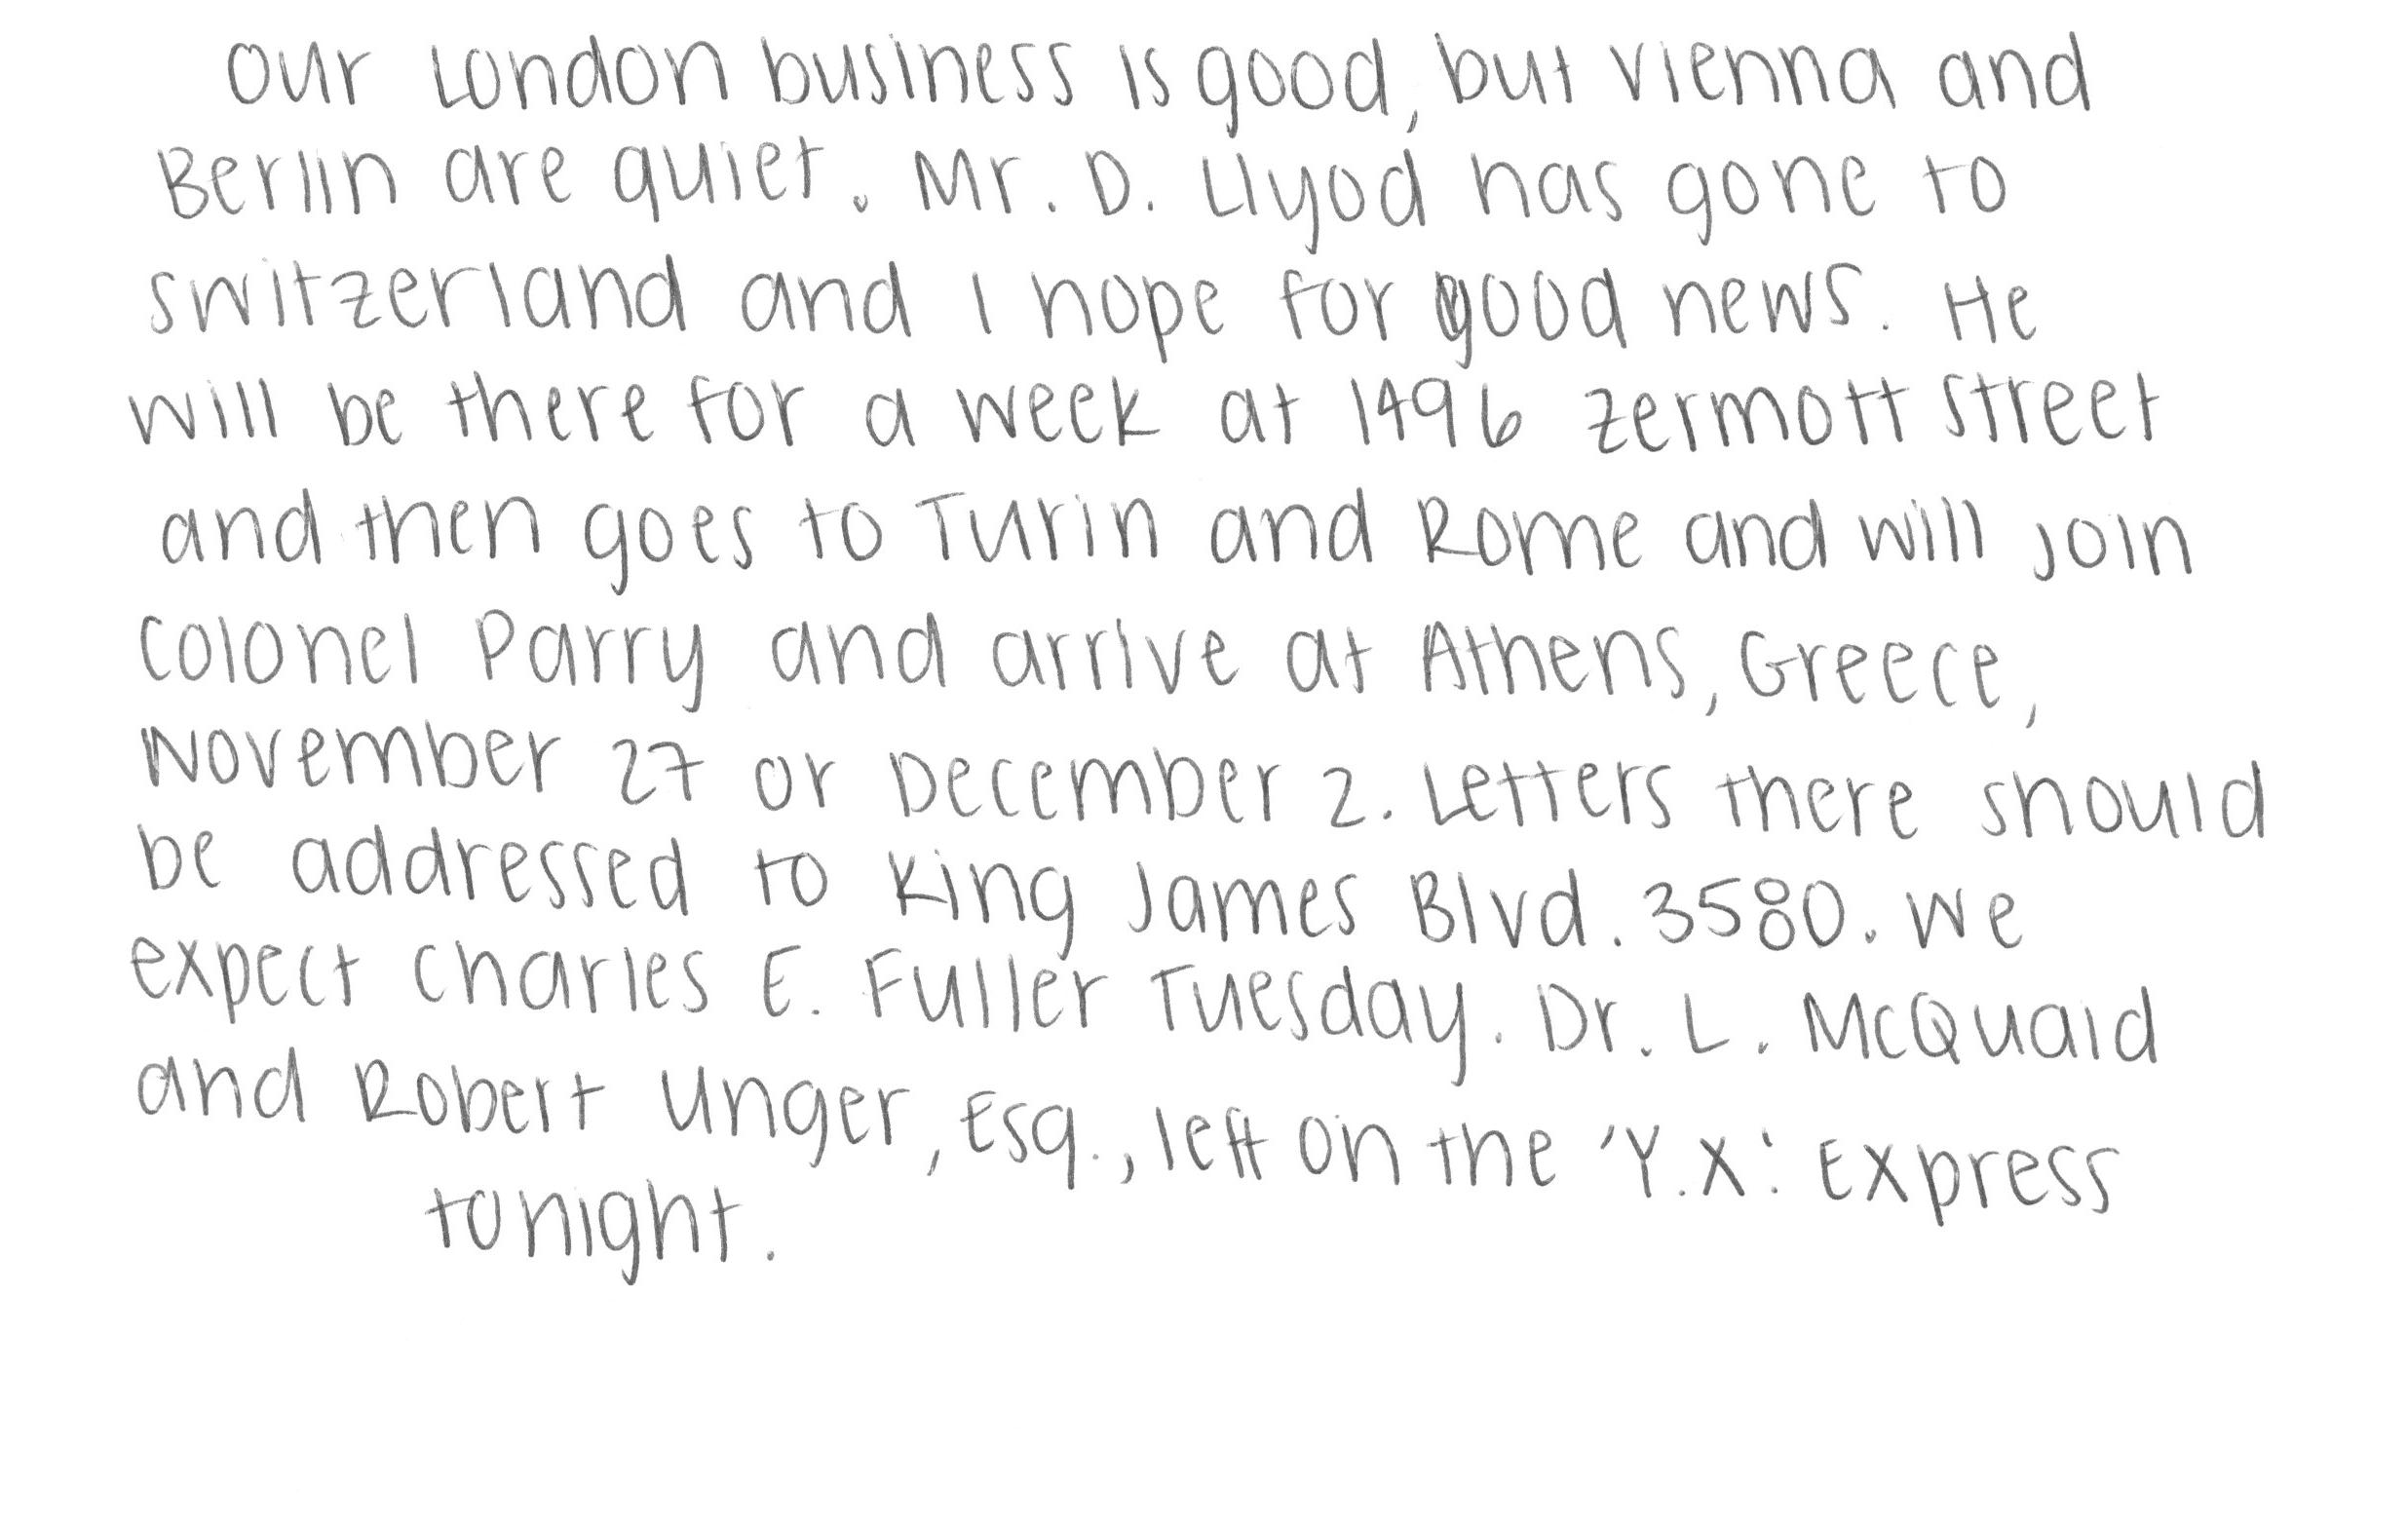 Our London business is good, but Vienna and
Berlin are quiet. Mr. D. Llyod has gone to
Switzerland and I hope for good news. He
will be there for a week at 1496 Zermott Street
and then goes to Turin and Rome and will join
Colonel Parry and arrive at Athens, Greece,
November 27 or December 2. Letters there should
be addressed to King James Blvd. 3580. We
expect Charles E. Fuller Tuesday. Dr. L. McQuaid
and Robert Unger, Esq., left on the 'Y.X.' Express
tonight.